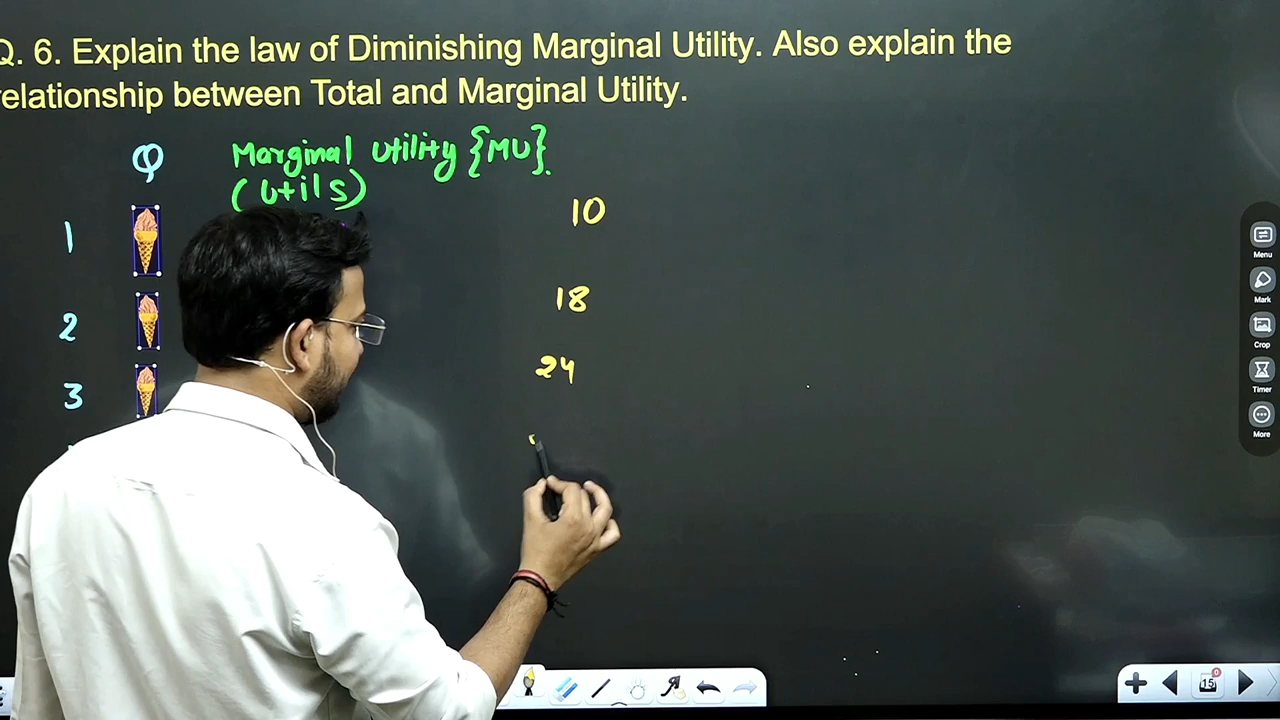 Q. 6. Explain the law of Diminishing Marginal Utility. Also explain the
relationship between Total and Marginal Utility.
Q Marginal Utility {MU}.
(Utils)
1 10
2 18
3 24
Menu
Mark
Crop
Timer
More
15